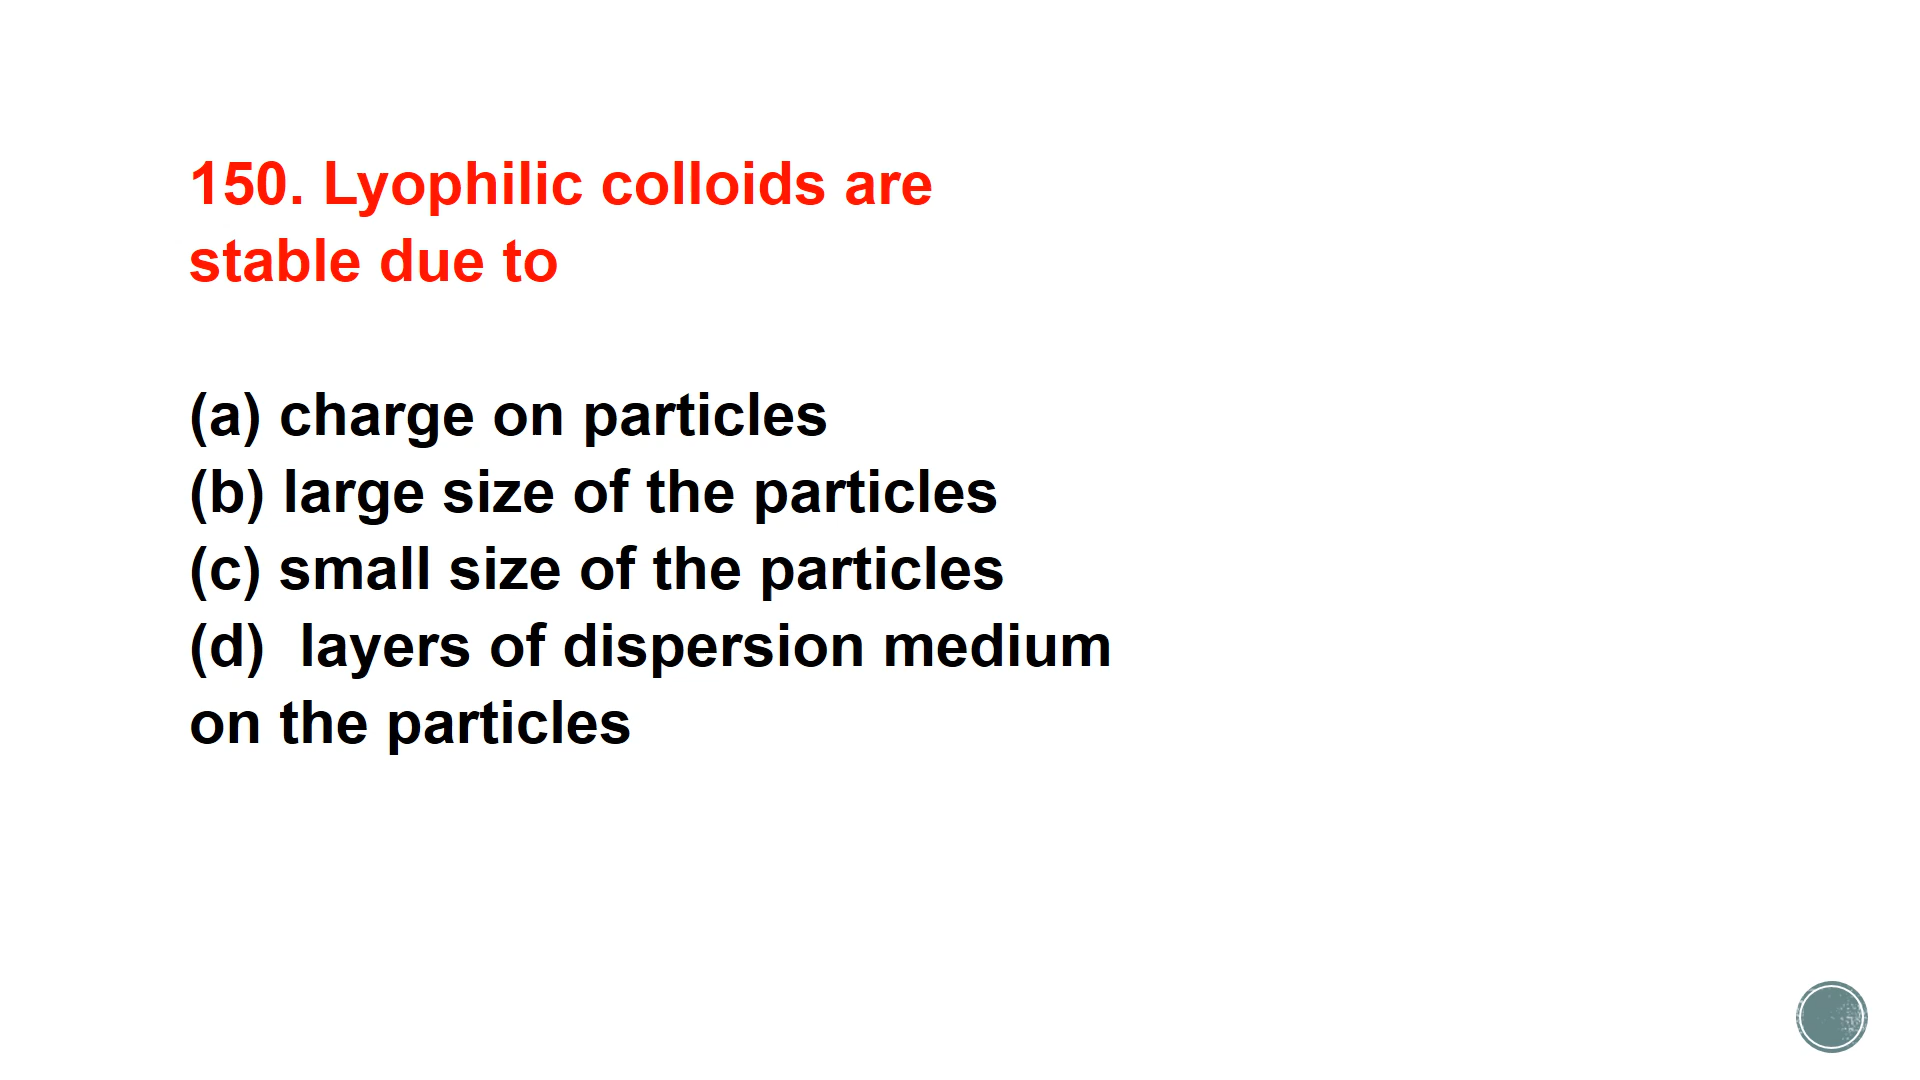 150. Lyophilic colloids are
stable due to
(a) charge on particles
(b) large size of the particles
(c) small size of the particles
(d)  layers of dispersion medium
on the particles